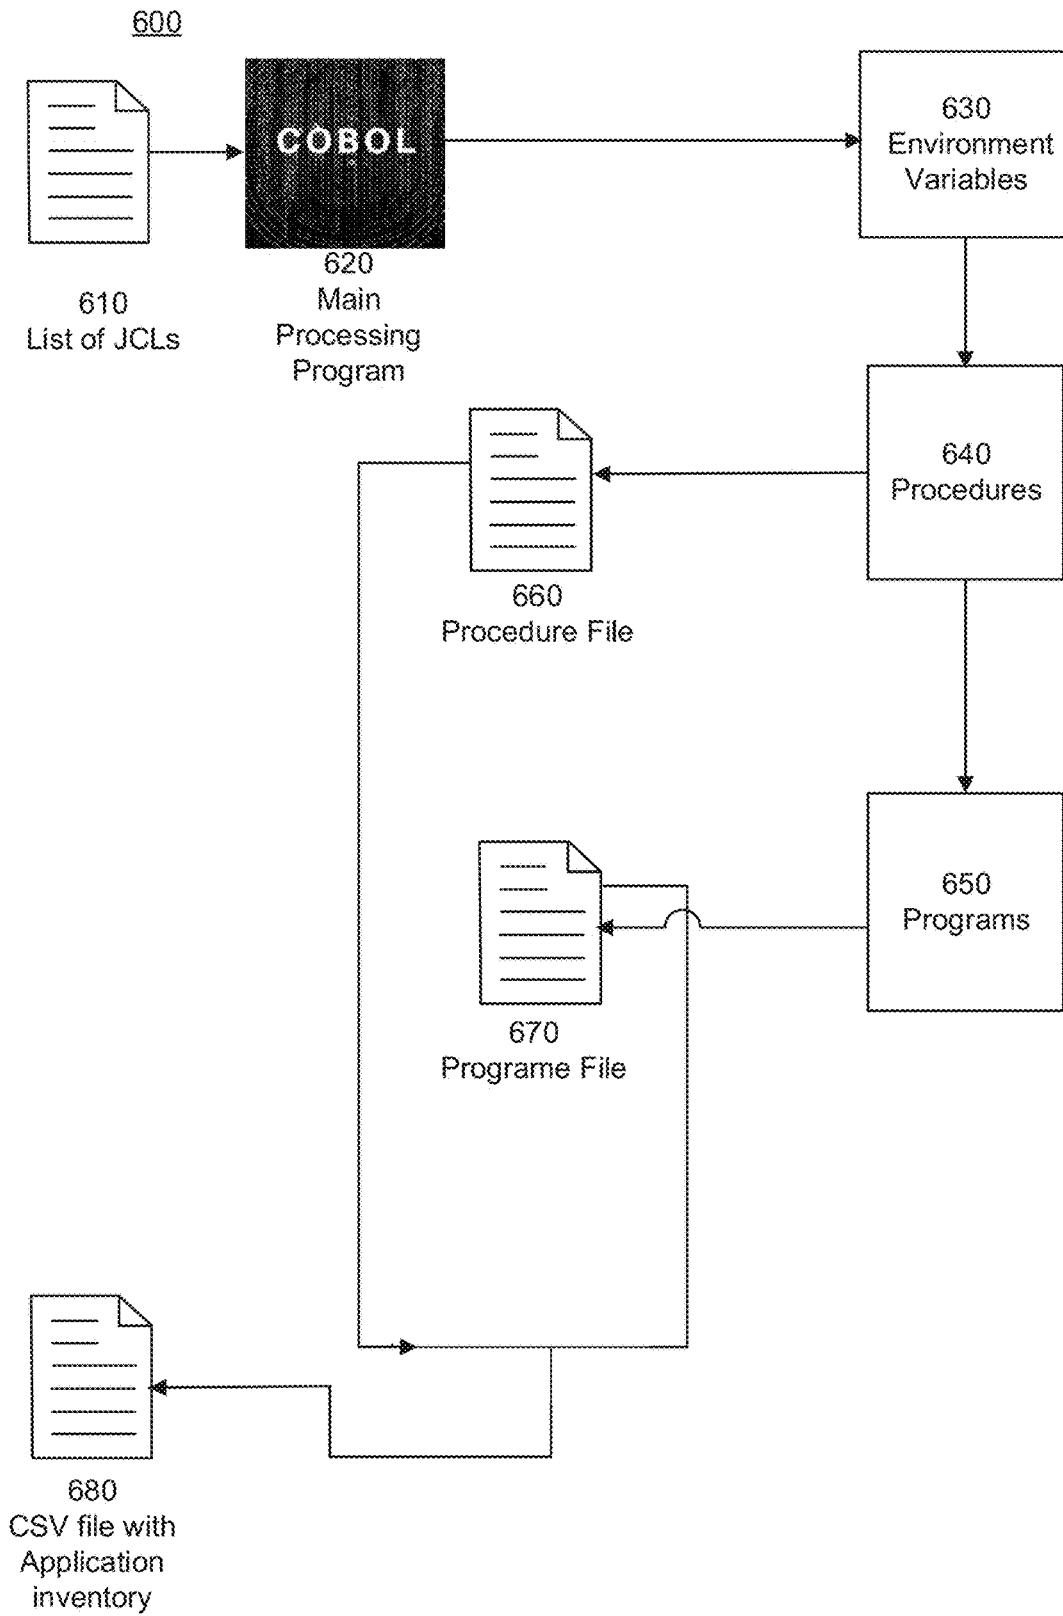 600
COBOL
630
Environment
Variables
620
Main
Processing
Program
610
List of JCLs
640
Procedures
660
Procedure File
650
Programs
670
Programe File
680
CSV file with
Application
inventory